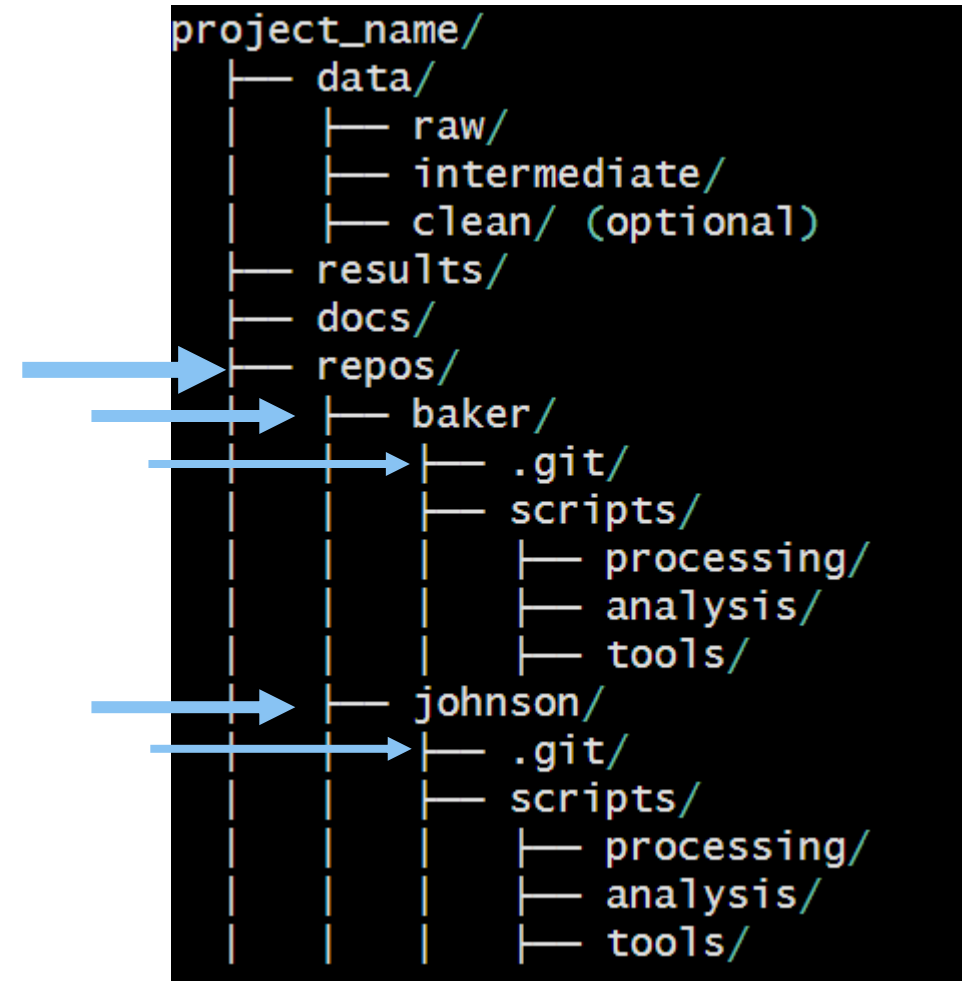 project_name/
├── data/
│   ├── raw/
│   ├── intermediate/
│   ├── clean/ (optional)
├── results/
├── docs/
├── repos/
│   ├── baker/
│   │   ├── .git/
│   │   ├── scripts/
│   │   │   ├── processing/
│   │   │   ├── analysis/
│   │   │   ├── tools/
│   ├── johnson/
│   │   ├── .git/
│   │   ├── scripts/
│   │   │   ├── processing/
│   │   │   ├── analysis/
│   │   │   ├── tools/